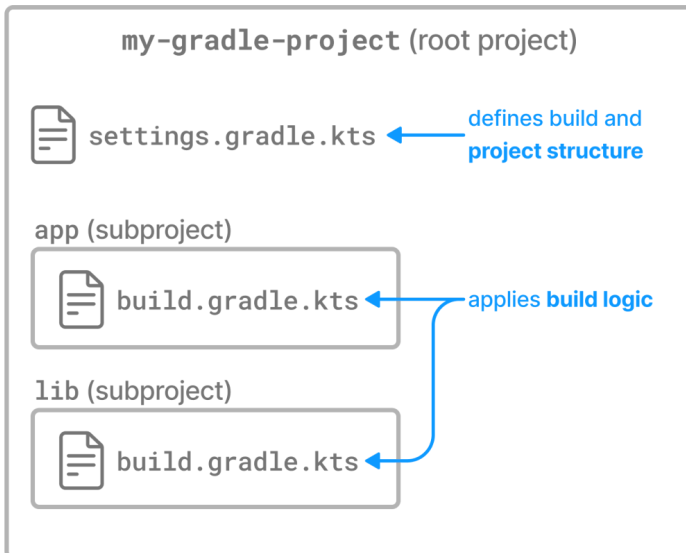 my-gradle-project (root project)
settings.gradle.kts
defines build and
project structure
app (subproject)
build.gradle.kts
applies build logic
lib (subproject)
build.gradle.kts